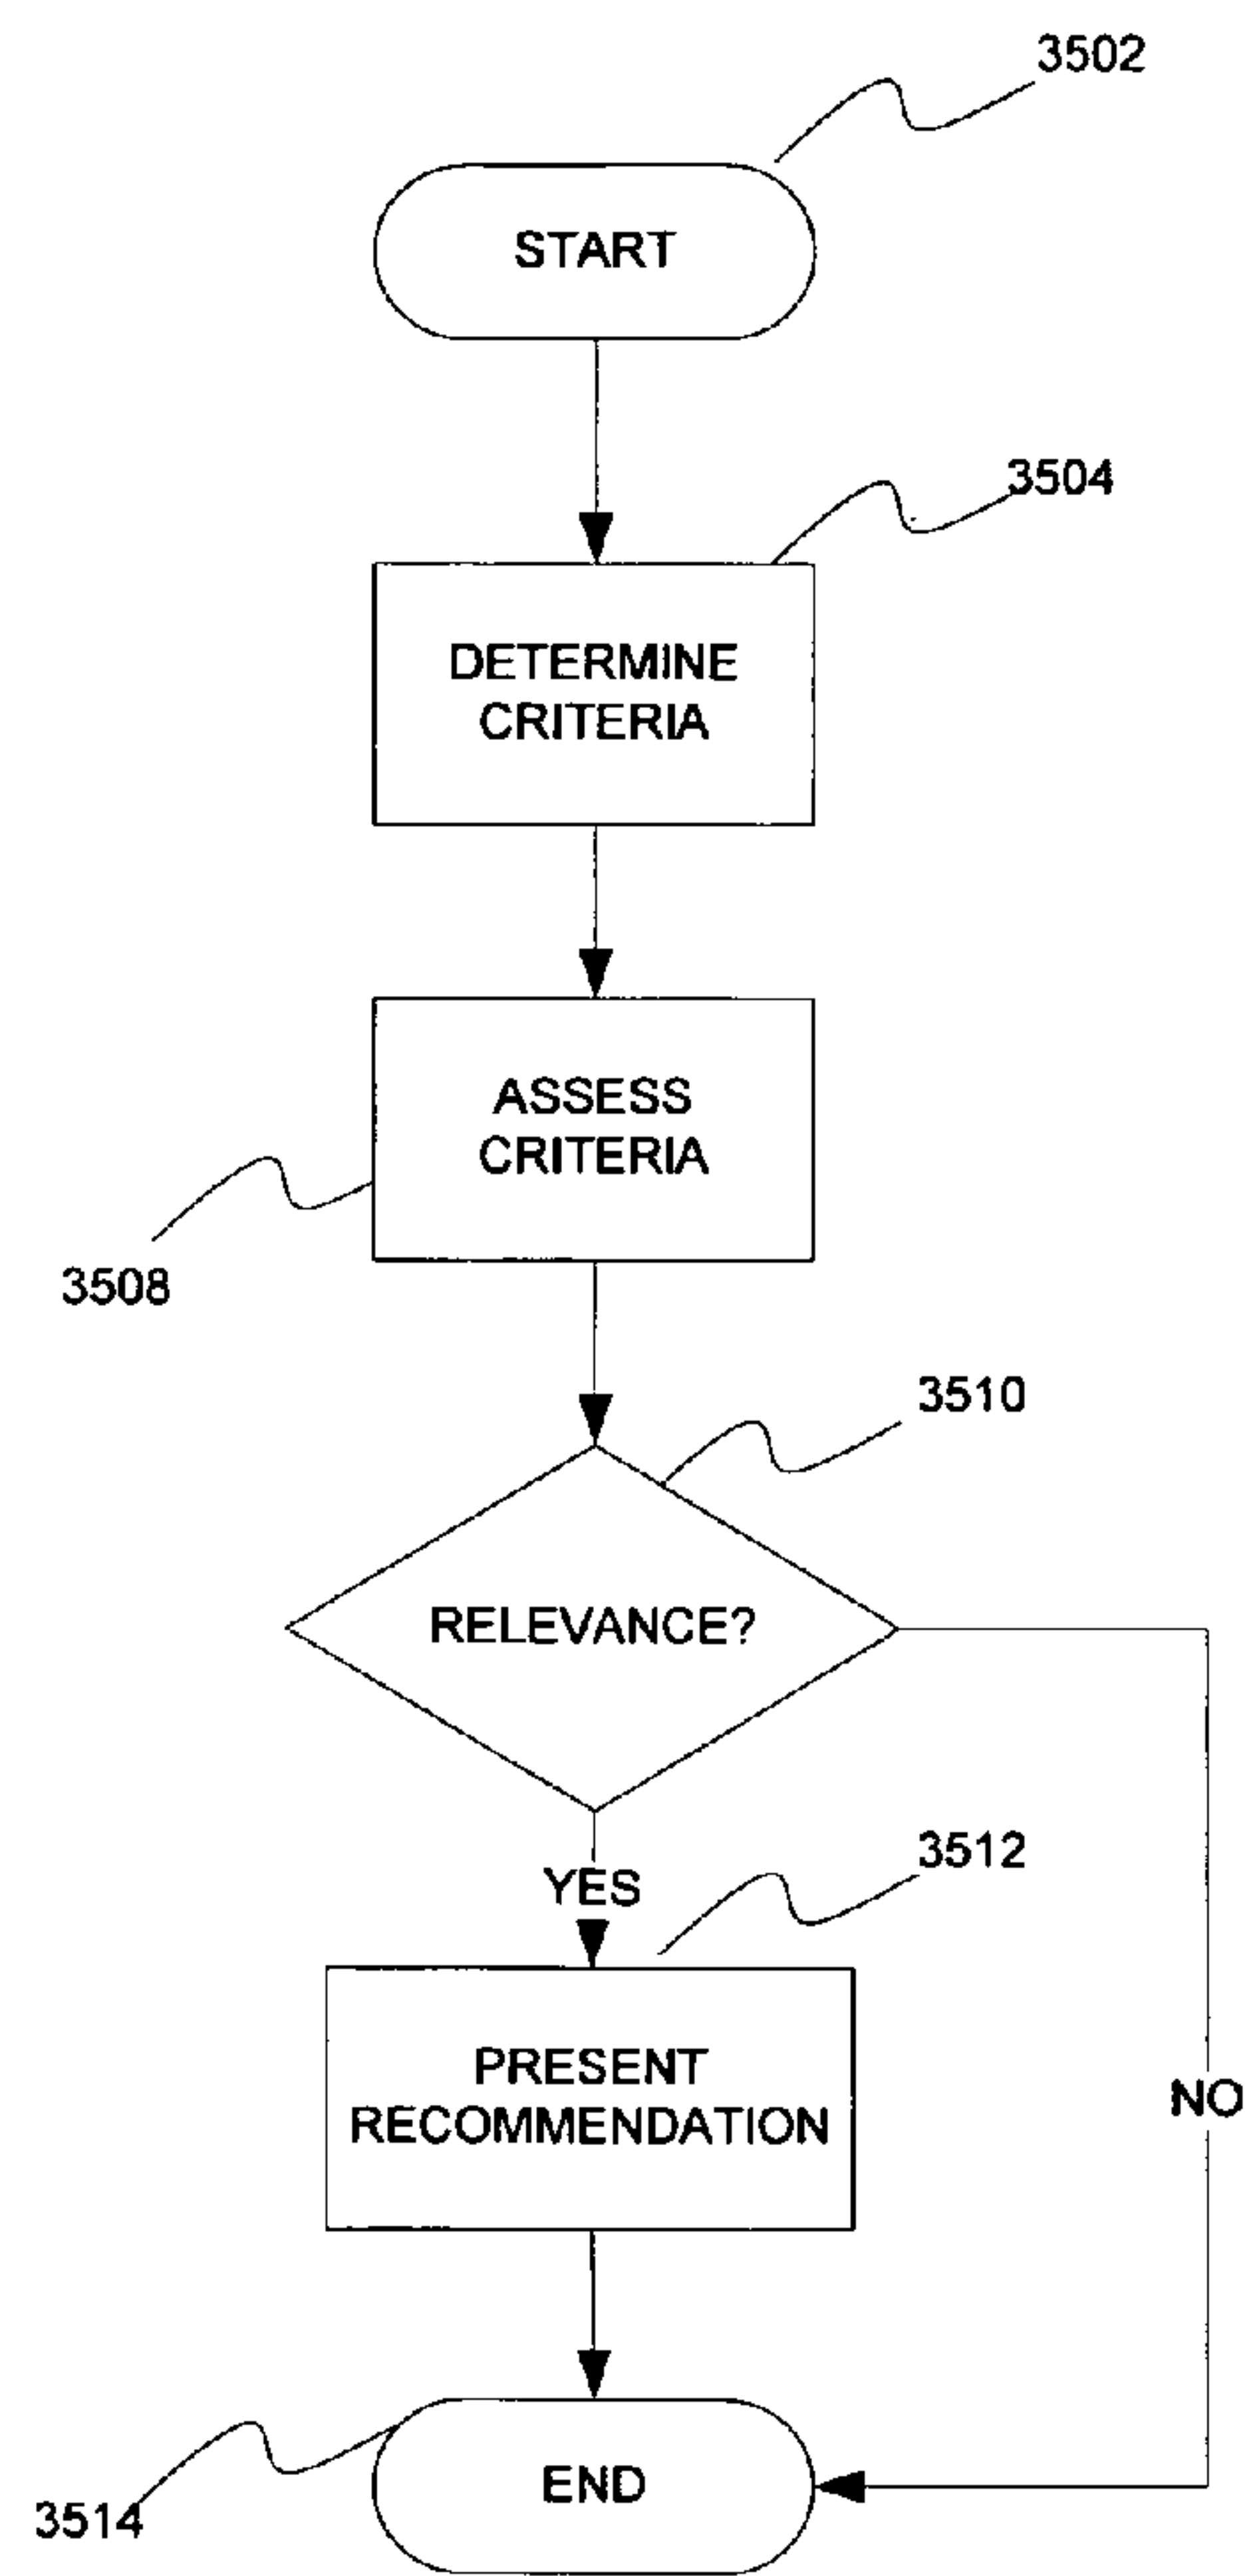 3502
START
3504
DETERMINE
CRITERIA
ASSESS
CRITERIA
3508
3510
RELEVANCE?
3512
YES
PRESENT
RECOMMENDATION
NO
END
3514